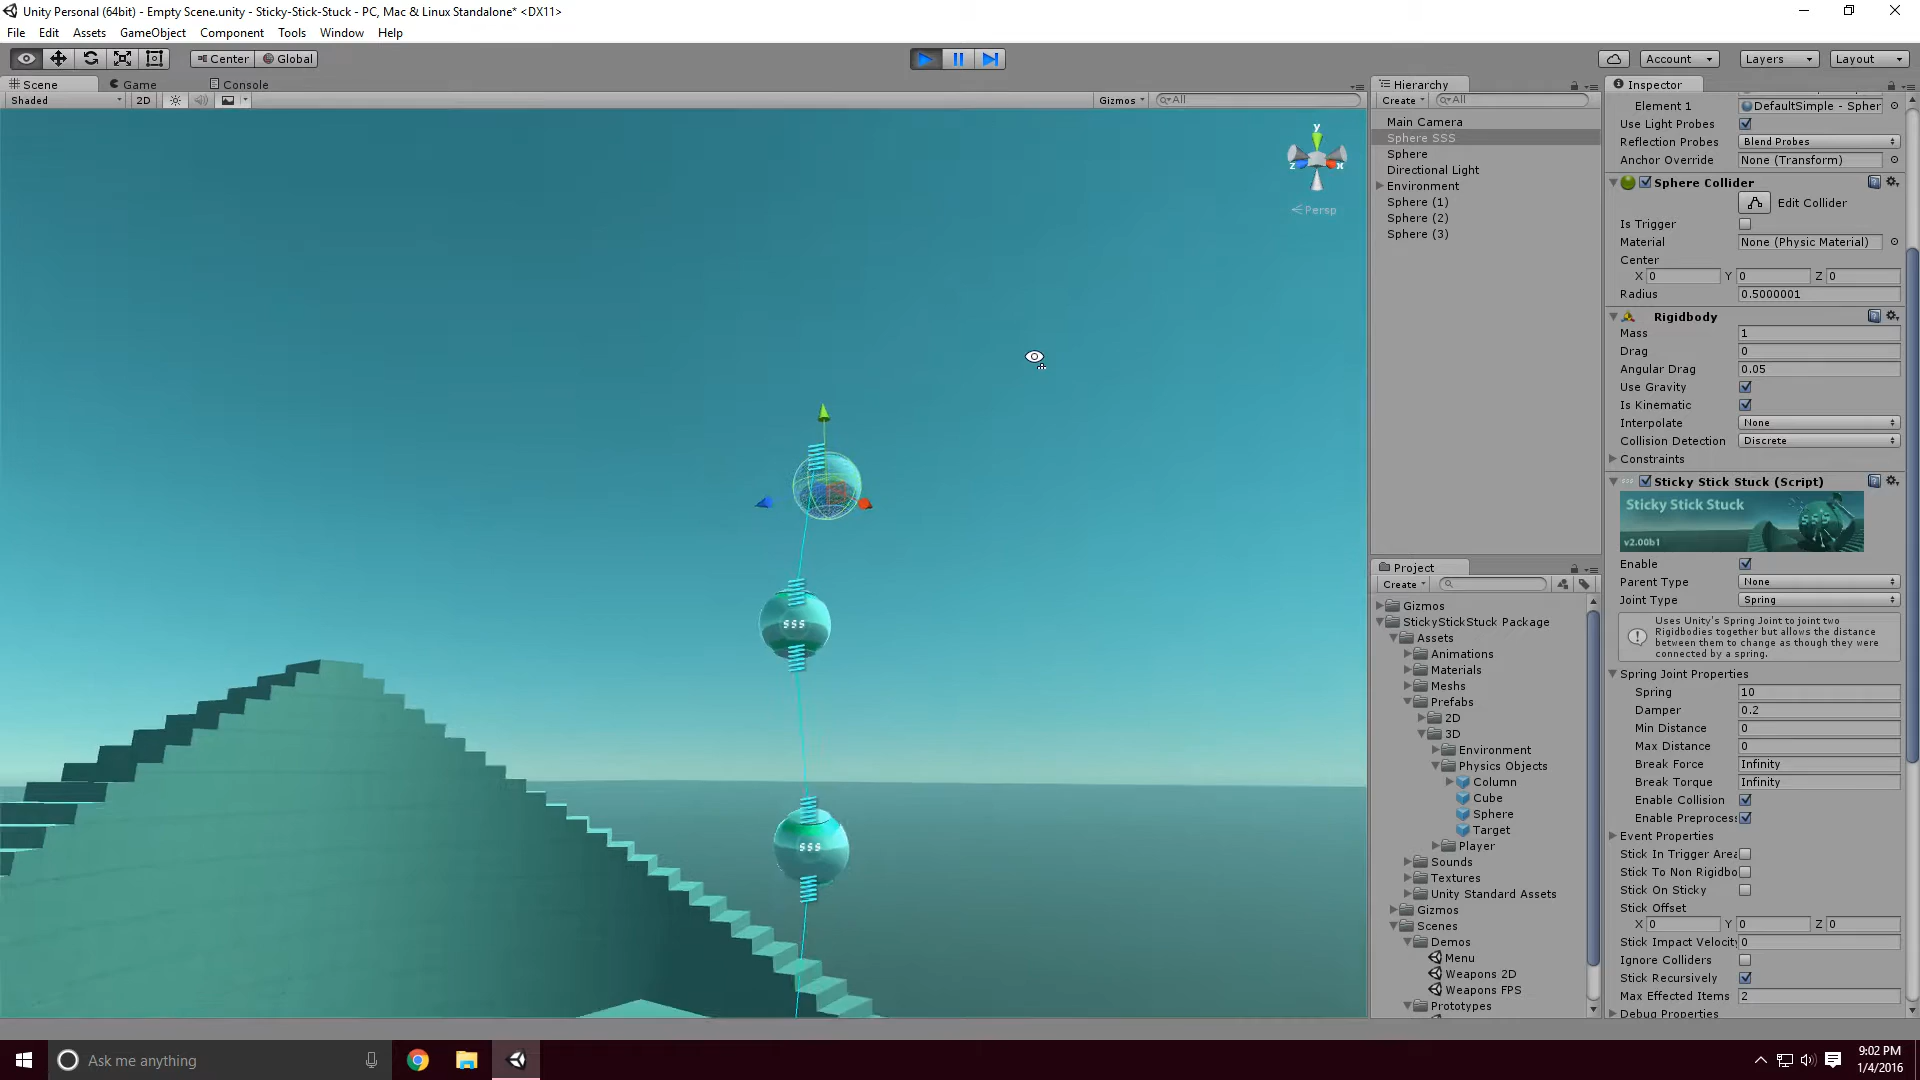 Unity Personal (64bit) - Empty Scene.unity - Sticky-Stick-Stuck - PC, Mac & Linux Standalone* <DX11>
File Edit Assets GameObject Component Tools Window Help
Center Global
Account Layers Layout
Scene Game Console
Shaded 2D Gizmos All
y
z x
Persp
SSS
SSS
Hierarchy
Create All
Main Camera
Sphere SSS
Sphere
Directional Light
Environment
Sphere (1)
Sphere (2)
Sphere (3)
Project
Create
Gizmos
StickyStickStuck Package
Assets
Animations
Materials
Meshes
Prefabs
2D
3D
Environment
Physics Objects
Column
Cube
Sphere
Target
Player
Sounds
Textures
Unity Standard Assets
Gizmos
Scenes
Demos
Menu
Weapons 2D
Weapons FPS
Prototypes
Inspector
Element 1 DefaultSimple - Spher
Use Light Probes
Reflection Probes Blend Probes
Anchor Override None (Transform)
Sphere Collider
Edit Collider
Is Trigger
Material None (Physic Material)
Center
X 0 Y 0 Z 0
Radius 0.5000001
Rigidbody
Mass 1
Drag 0
Angular Drag 0.05
Use Gravity
Is Kinematic
Interpolate None
Collision Detection Discrete
Constraints
Sticky Stick Stuck (Script)
Sticky Stick Stuck
SSS
v2.00b1
Enable
Parent Type None
Joint Type Spring
Uses Unity's Spring Joint to joint two
Rigidbodies together but allows the distance
between them to change as though they were
connected by a spring.
Spring Joint Properties
Spring 10
Damper 0.2
Min Distance 0
Max Distance 0
Break Force Infinity
Break Torque Infinity
Enable Collision
Enable Preprocess
Event Properties
Stick In Trigger Area
Stick To Non Rigidbo
Stick On Sticky
Stick Offset
X 0 Y 0 Z 0
Stick Impact Velocity 0
Ignore Colliders
Stick Recursively
Max Effected Items 2
Debug Properties
Ask me anything
9:02 PM
1/4/2016